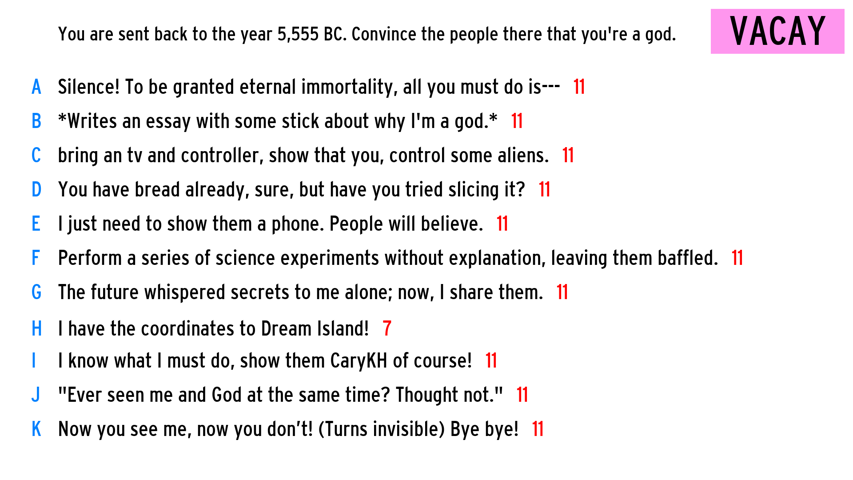 You are sent back to the year 5,555 BC. Convince the people there that you're a god.
VACAY
A Silence! To be granted eternal immortality, all you must do is--- 11
B *Writes an essay with some stick about why I'm a god.* 11
C bring an tv and controller, show that you, control some aliens. 11
D You have bread already, sure, but have you tried slicing it? 11
E I just need to show them a phone. People will believe. 11
F Perform a series of science experiments without explanation, leaving them baffled. 11
G The future whispered secrets to me alone; now, I share them. 11
H I have the coordinates to Dream Island! 7
I I know what I must do, show them CaryKH of course! 11
J "Ever seen me and God at the same time? Thought not." 11
K Now you see me, now you don’t! (Turns invisible) Bye bye! 11